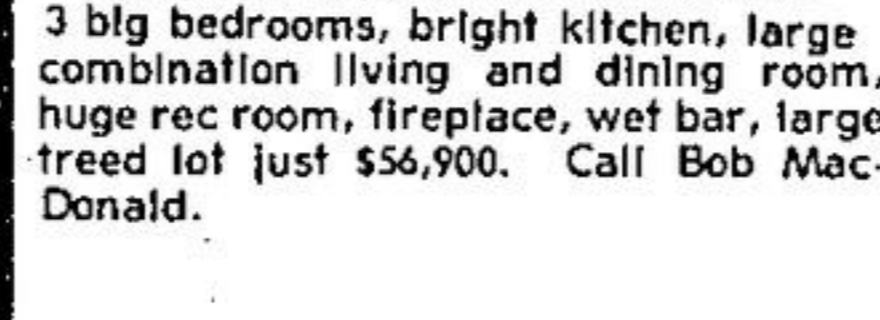 3 big bedrooms, bright kitchen, large
combination living and dining room,
huge rec room, fireplace, wet bar, large
treed lot just $56,900. Call Bob Mac-
Donald.